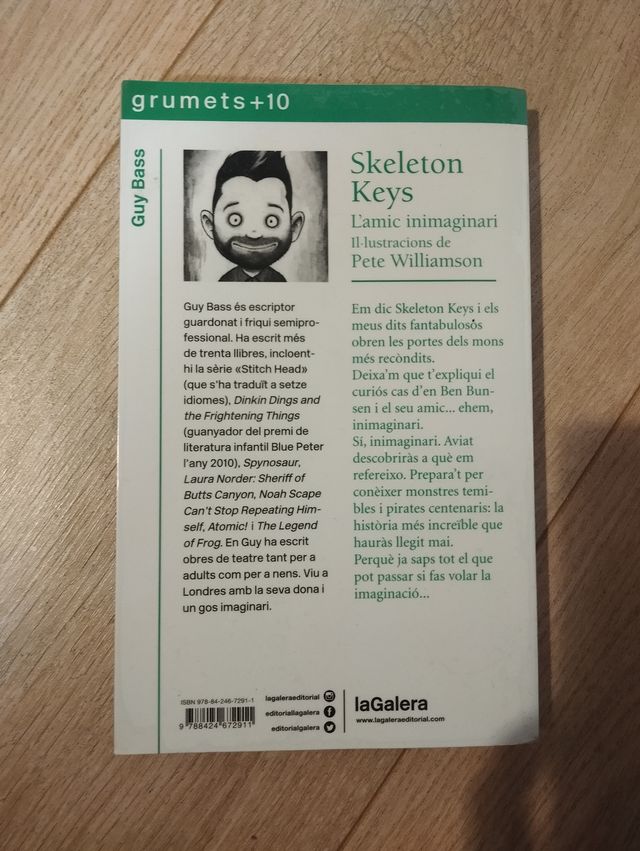 grumets+10
Guy Bass
Skeleton
Keys
L'amic inimaginari
Il·lustracions de
Pete Williamson
Guy Bass és escriptor
guardonat i friqui semipro-
fessional. Ha escrit més
de trenta llibres, incloent-
hi la sèrie «Stitch Head»
(que s'ha traduït a setze
idiomes), Dinkin Dings and
the Frightening Things
(guanyador del premi de
literatura infantil Blue Peter
l'any 2010), Spynosaur,
Laura Norder: Sheriff of
Butts Canyon, Noah Scape
Can't Stop Repeating Him-
self, Atomic! i The Legend
of Frog. En Guy ha escrit
obres de teatre tant per a
adults com per a nens. Viu a
Londres amb la seva dona i
un gos imaginari.
Em dic Skeleton Keys i els
meus dits fantabulosos
obren les portes dels mons
més recòndits.
Deixa'm que t'expliqui el
curiós cas d'en Ben Bun-
sen i el seu amic... ehem,
inimaginari.
Sí, inimaginari. Aviat
descobriràs a què em
refereixo. Prepara't per
conèixer monstres temi-
bles i pirates centenaris: la
història més increïble que
hauràs llegit mai.
Perquè ja saps tot el que
pot passar si fas volar la
imaginació...
ISBN 978-84-246-7291-1
9 788424 672911
lagaleraeditorial
editoriallagalera
editorialgalera
laGalera
www.lagaleraeditorial.com